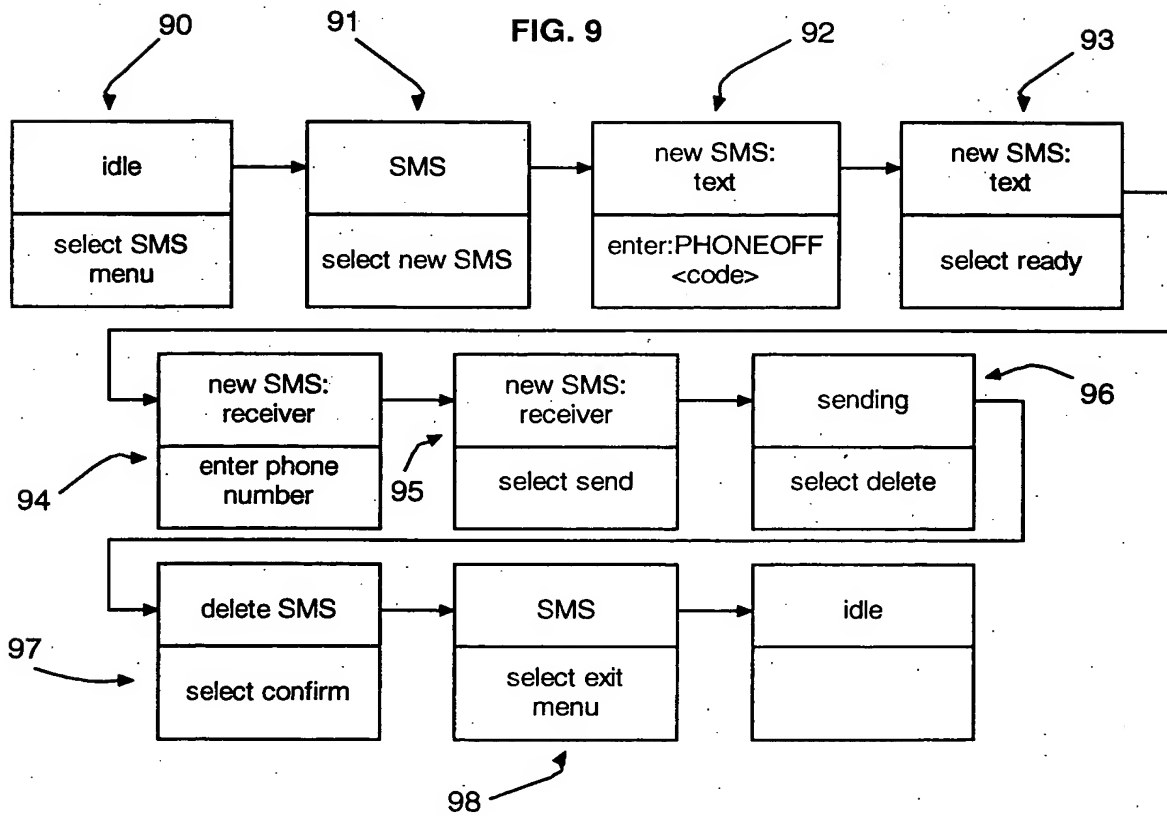 90
91
FIG. 9
92
93
idle
select SMS
menu
SMS
select new SMS
new SMS:
text
enter:PHONEOFF
<code>
new SMS:
text
select ready
new SMS:
receiver
enter phone
number
94
new SMS:
receiver
select send
95
sending
select delete
96
delete SMS
select confirm
97
SMS
select exit
menu
98
idle